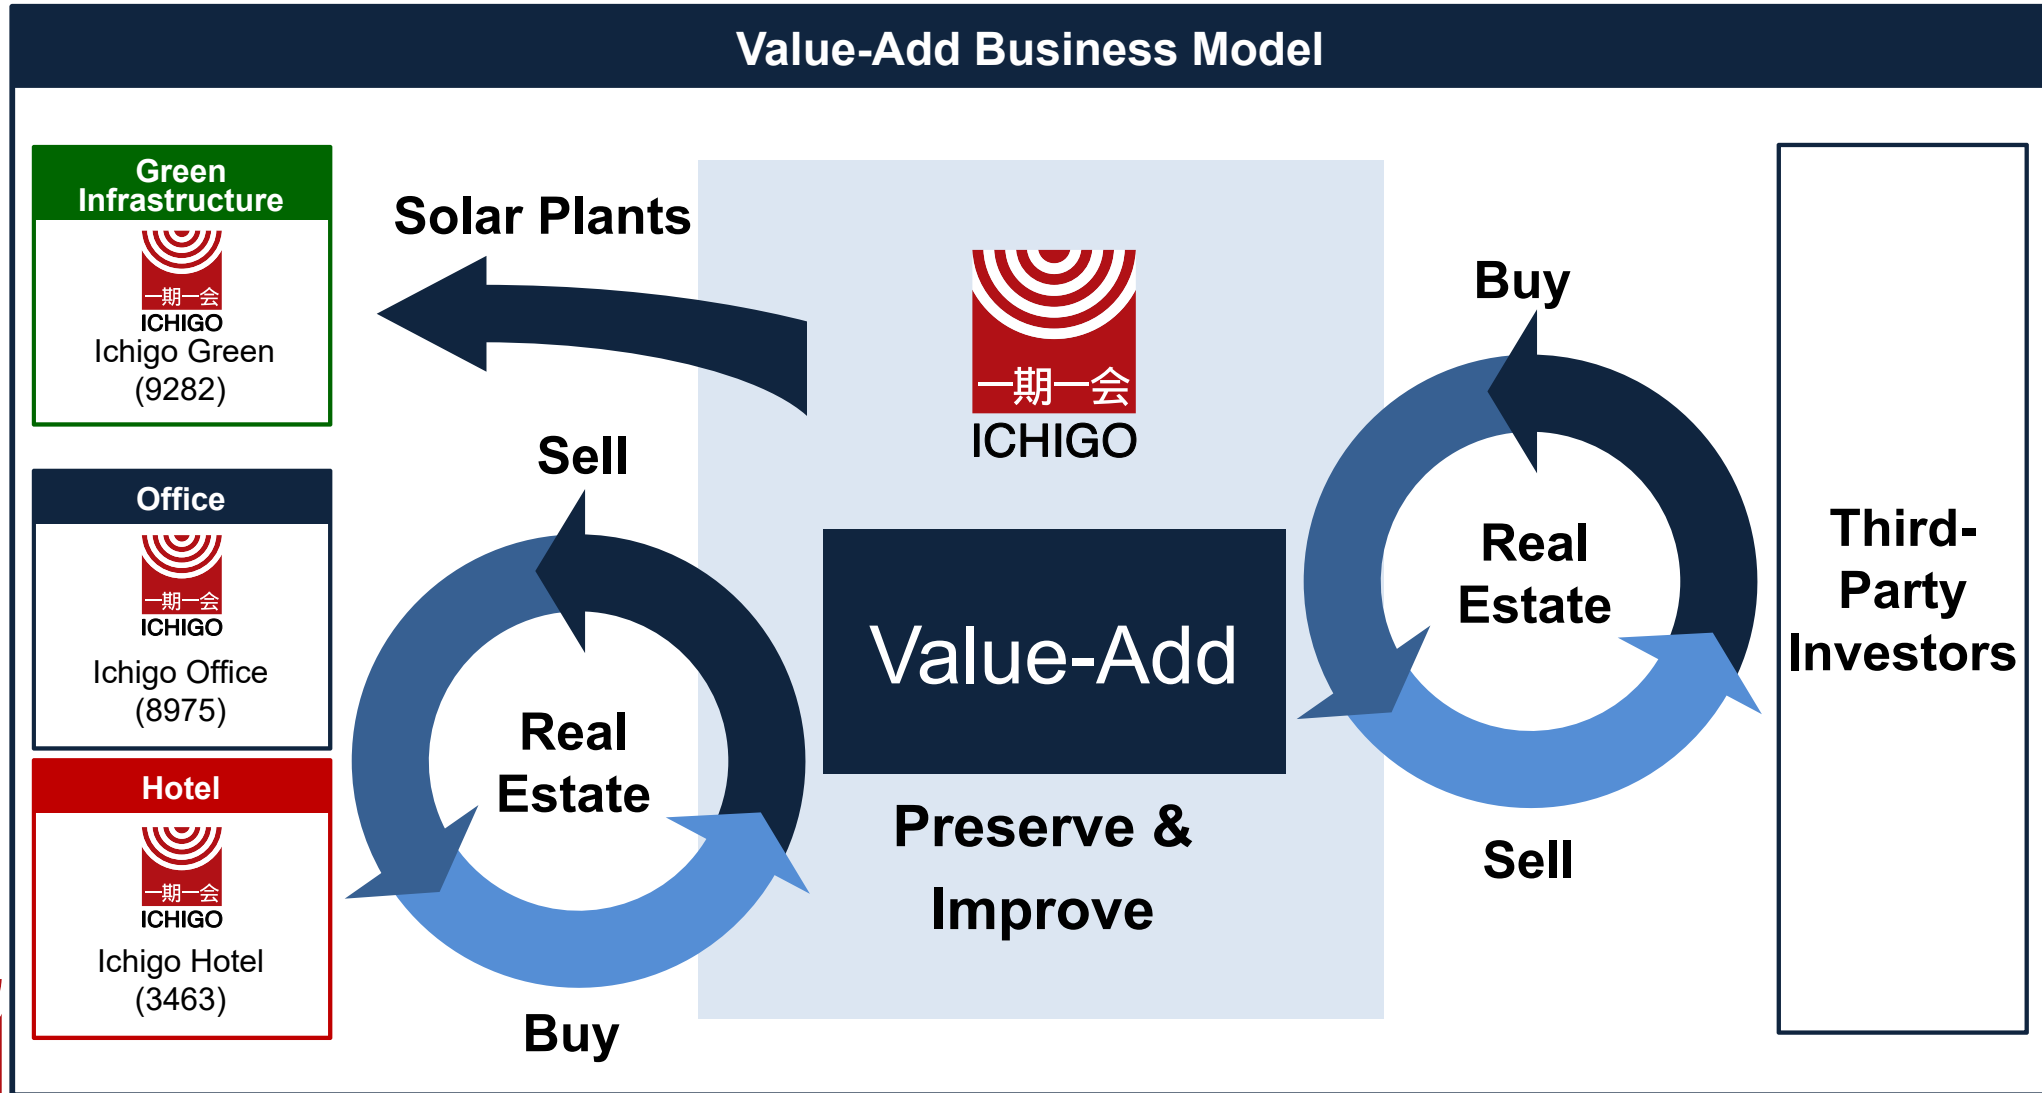 Value-Add Business Model
Green
Infrastructure
一期一会
ICHIGO
Ichigo Green
(9282)
Office
一期一会
ICHIGO
Ichigo Office
(8975)
Hotel
一期一会
ICHIGO
Ichigo Hotel
(3463)
Solar Plants
Sell
Real
Estate
Buy
一期一会
ICHIGO
Value-Add
Preserve &
Improve
Buy
Real
Estate
Sell
Third-
Party
Investors